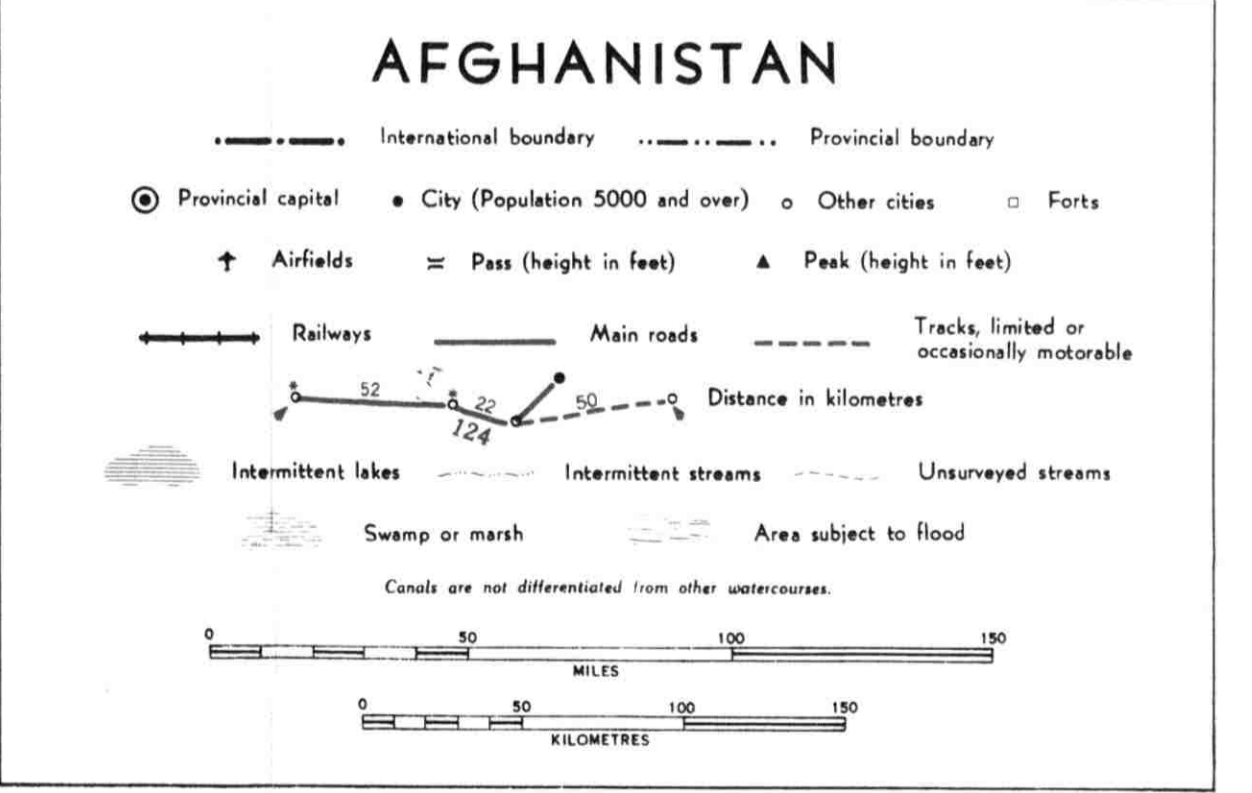 AFGHANISTAN
International boundary Provincial boundary
Provincial capital City (Population 5000 and over) Other cities Forts
Airfields Pass (height in feet) Peak (height in feet)
Railways Main roads Tracks, limited or
occasionally motorable
52 22 50 Distance in kilometres
124
Intermittent lakes Intermittent streams Unsurveyed streams
Swamp or marsh Area subject to flood
Canals are not differentiated from other watercourses.
0 50 100 150
MILES
0 50 100 150
KILOMETRES